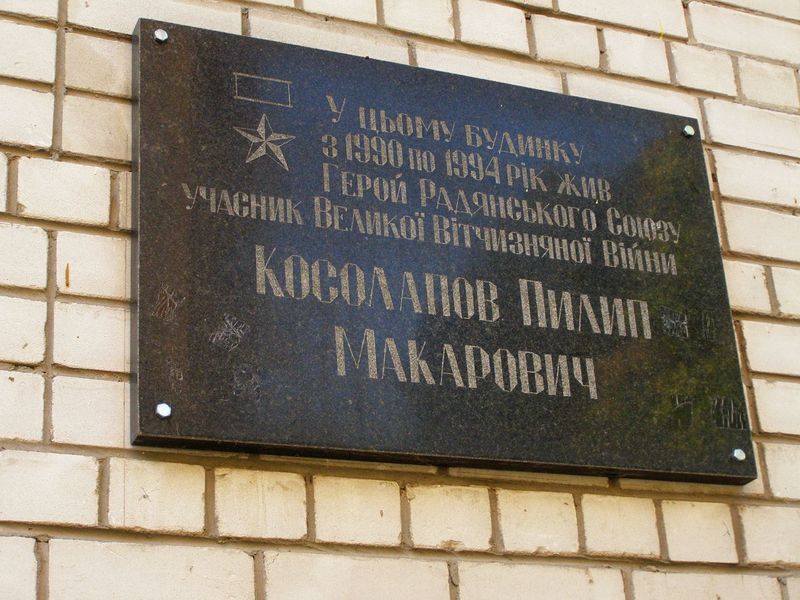 У цьому будинку
з 1990 по 1994 рік жив
Герой Радянського Союзу
учасник Великої Вітчизняної Війни
Косолапов Пилип
Макарович